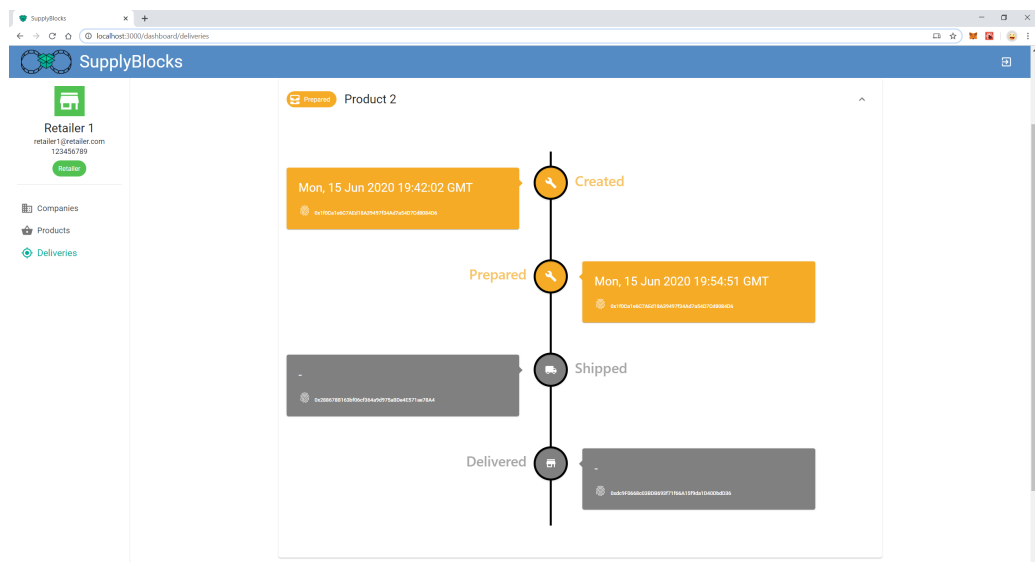 SupplyBlocks
localhost:3000/dashboard/deliveries
SupplyBlocks
Retailer 1
retailer1@retailer.com
123456789
Retailer
Companies
Products
Deliveries
Prepared
Product 2
Mon, 15 Jun 2020 19:42:02 GMT
Created
Prepared
Mon, 15 Jun 2020 19:54:51 GMT
-
Shipped
Delivered
-